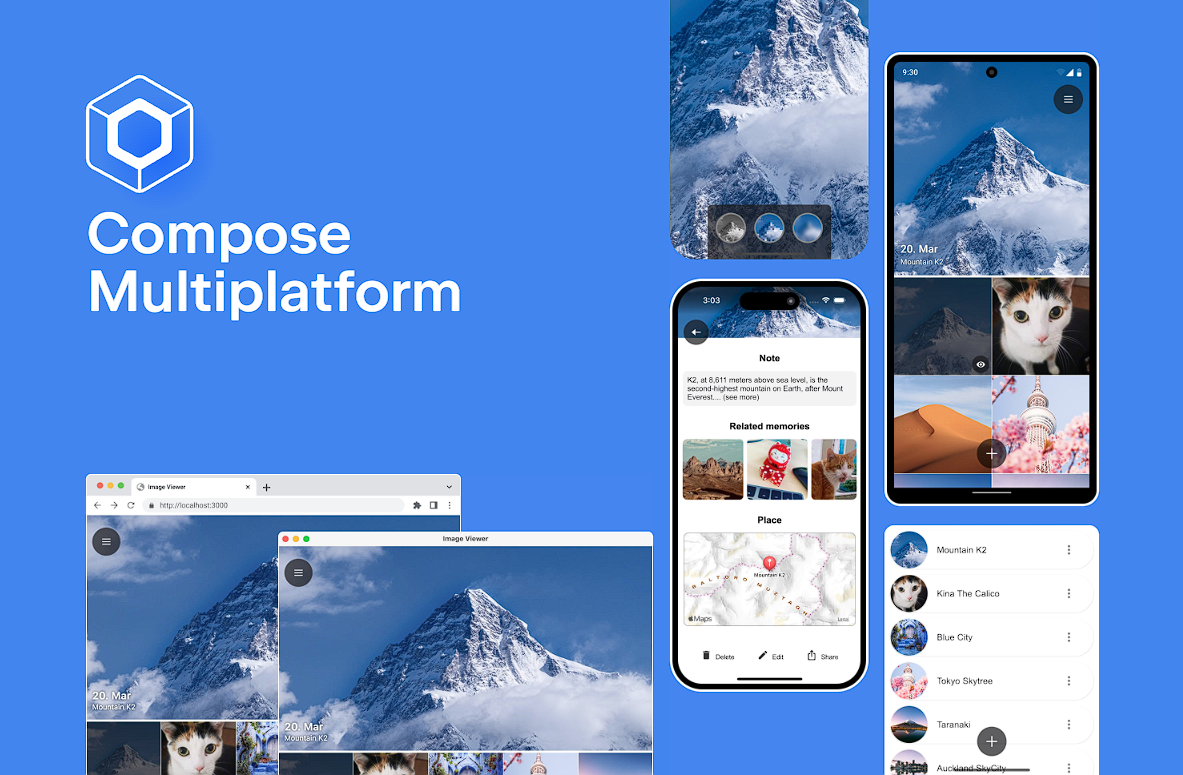 Compose
Multiplatform
9:30
20. Mar
Mountain K2
3:03
Note
K2, at 8,611 meters above sea level, is the
second-highest mountain on Earth, after Mount
Everest.... (see more)
Related memories
Place
Mountain K2
BALTORO MUZTAGH
Maps
Legal
Delete
Edit
Share
Image Viewer
http://localhost:3000
20. Mar
Mountain K2
Image Viewer
20. Mar
Mountain K2
Mountain K2
Kina The Calico
Blue City
Tokyo Skytree
Taranaki
Auckland SkyCity